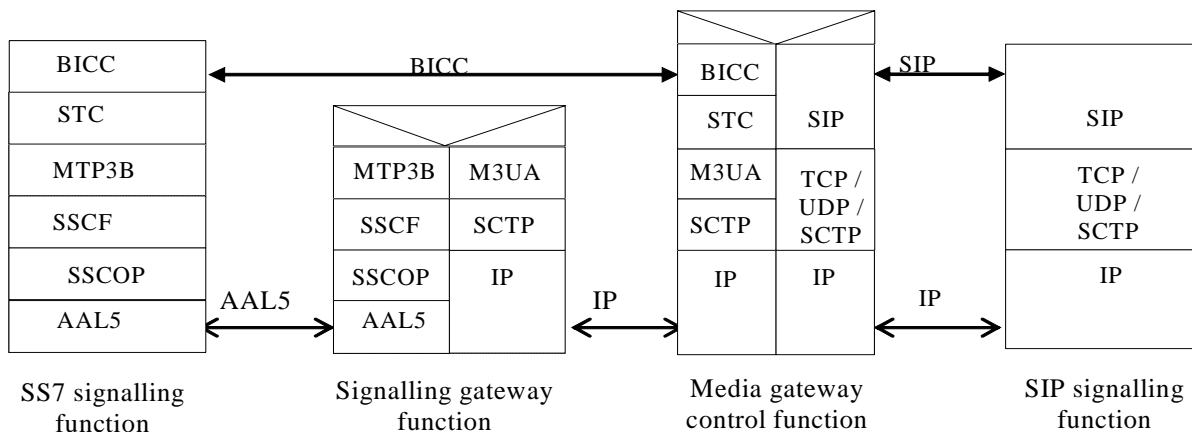 BICC
STC
MTP3B
SSCF
SSCOP
AAL5
SS7 signalling
function
BICC
AAL5
MTP3B
SSCF
SSCOP
AAL5
M3UA
SCTP
IP
Signalling gateway
function
IP
BICC
STC
M3UA
SCTP
IP
SIP
TCP /
UDP /
SCTP
IP
Media gateway
control function
SIP
IP
SIP
TCP /
UDP /
SCTP
IP
SIP signalling
function